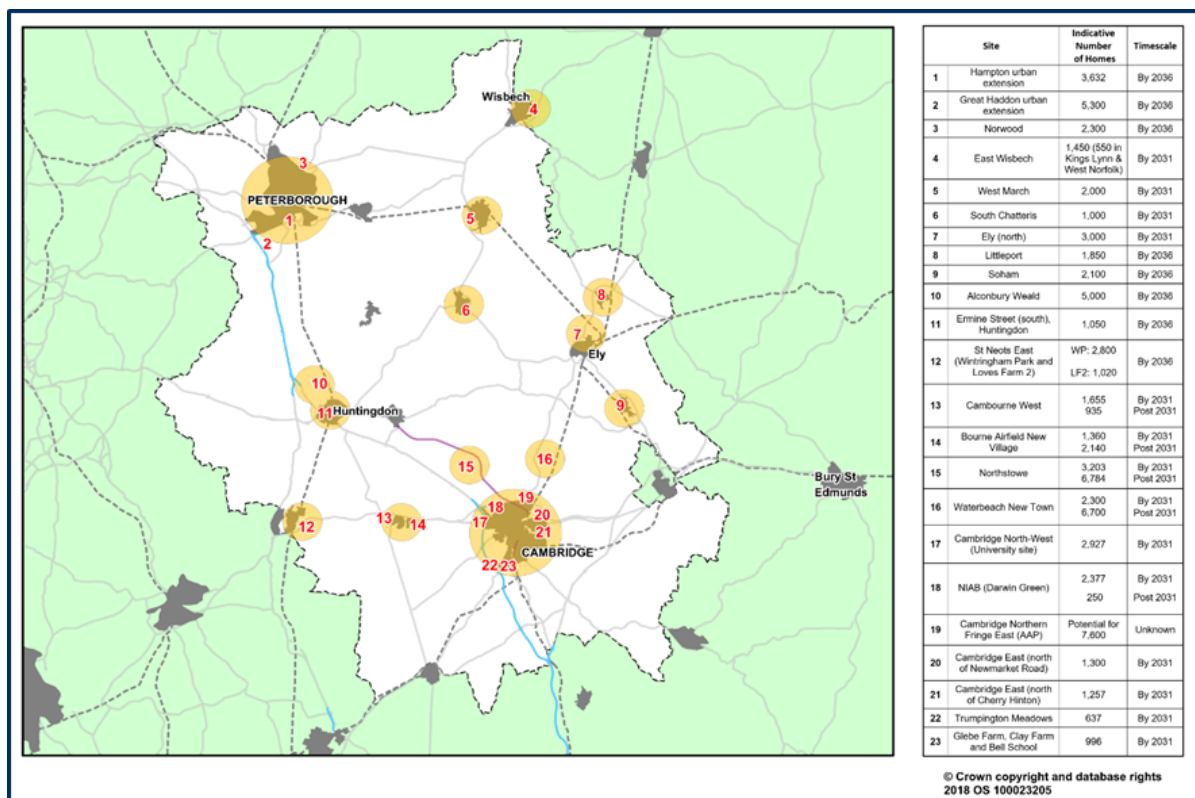 Wisbech
4
3
PETERBOROUGH
1
2
5
6
8
7
Ely
10
11
Huntingdon
9
15
16
Bury St
Edmunds
12
13
14
19
18
17
20
21
CAMBRIDGE
22
23
Site
Indicative
Number
of Homes
Timescale
1
Hampton urban
extension
3,632
By 2036
2
Great Haddon urban
extension
5,300
By 2036
3
Norwood
2,300
By 2036
4
East Wisbech
1,450 (550 in
Kings Lynn &
West Norfolk)
By 2031
5
West March
2,000
By 2031
6
South Chatteris
1,000
By 2031
7
Ely (north)
3,000
By 2031
8
Littleport
1,850
By 2036
9
Soham
2,100
By 2036
10
Alconbury Weald
5,000
By 2036
11
Ermine Street (south),
Huntingdon
1,050
By 2036
12
St Neots East
(Wintringham Park and
Loves Farm 2)
WP: 2,800
LF2: 1,020
By 2036
13
Cambourne West
1,655
935
By 2031
Post 2031
14
Bourne Airfield New
Village
1,360
2,140
By 2031
Post 2031
15
Northstowe
3,203
6,784
By 2031
Post 2031
16
Waterbeach New Town
2,300
6,700
By 2031
Post 2031
17
Cambridge North-West
(University site)
2,927
By 2031
18
NIAB (Darwin Green)
2,377
250
By 2031
Post 2031
19
Cambridge Northern
Fringe East (AAP)
Potential for
7,600
Unknown
20
Cambridge East (north
of Newmarket Road)
1,300
By 2031
21
Cambridge East (north
of Cherry Hinton)
1,257
By 2031
22
Trumpington Meadows
637
By 2031
23
Glebe Farm, Clay Farm
and Bell School
996
By 2031
© Crown copyright and database rights
2018 OS 100023205